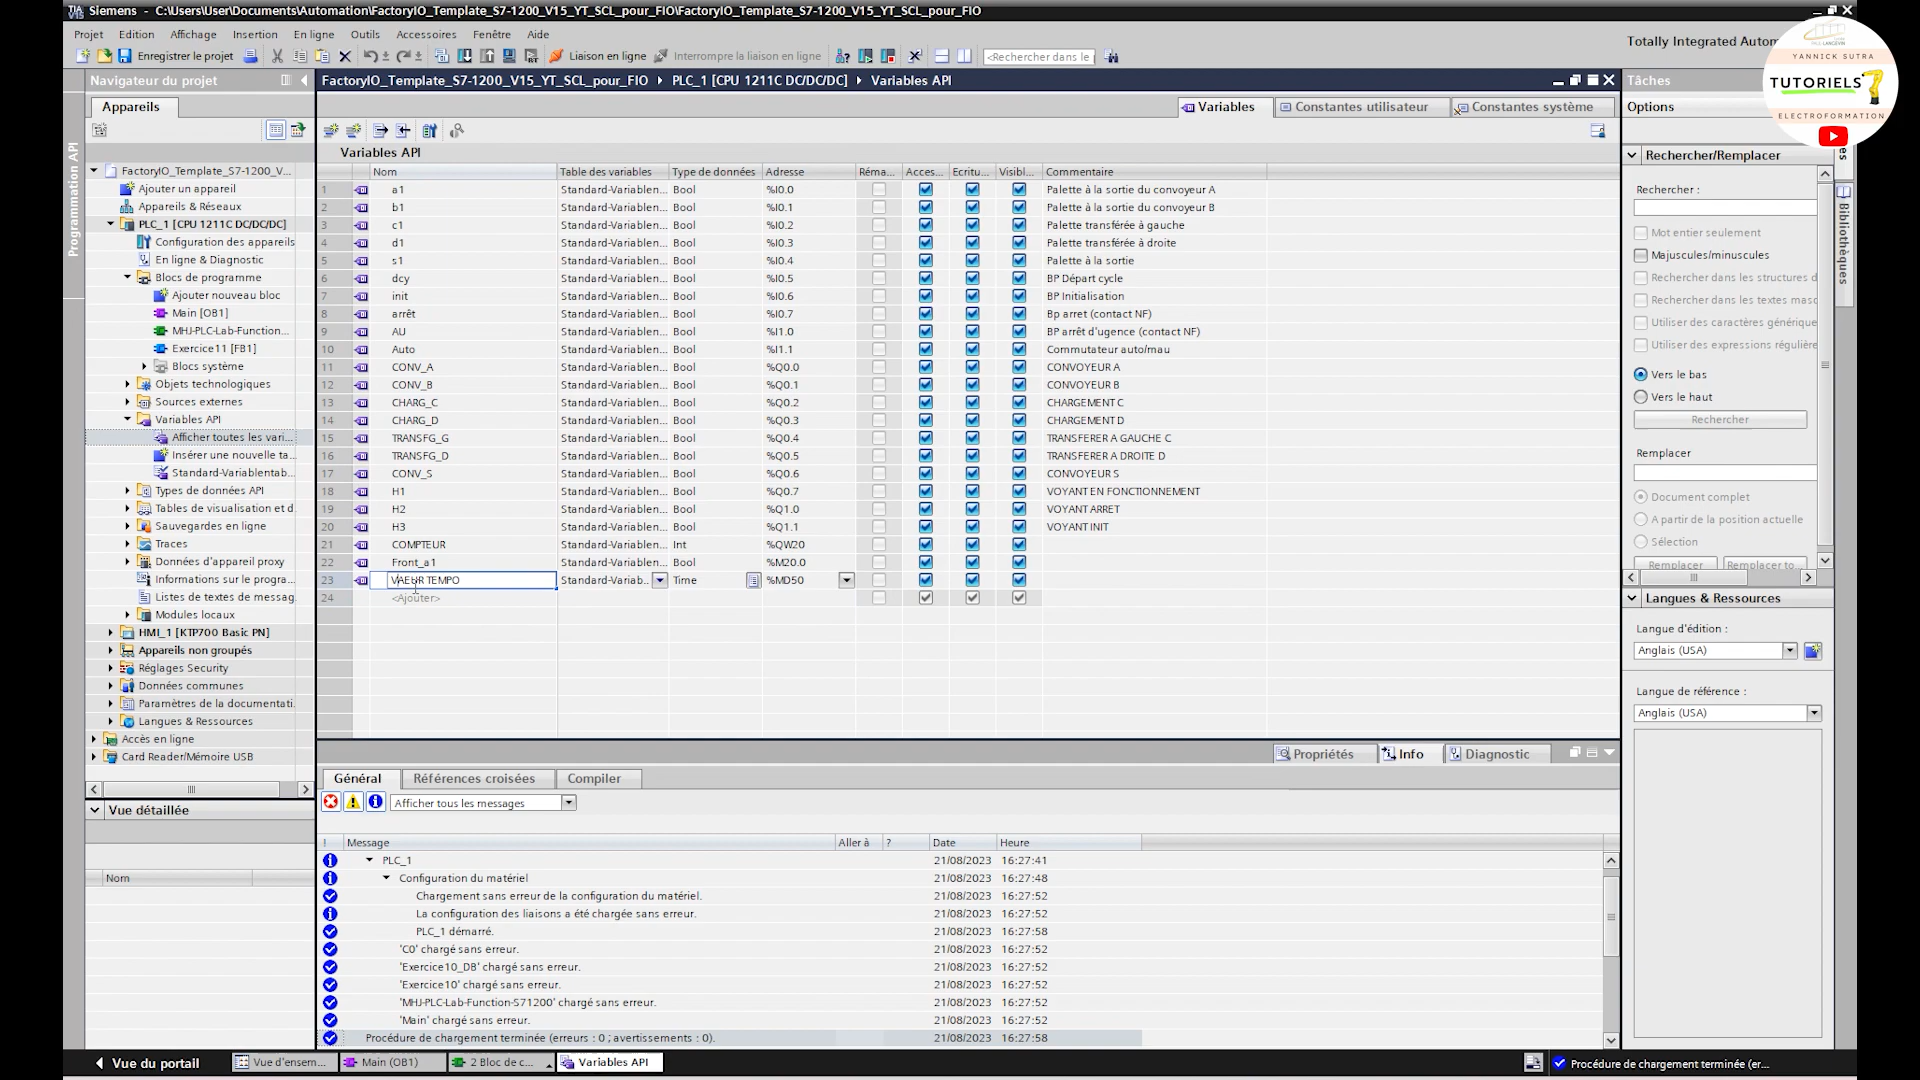 Siemens - C:\Users\User\Documents\Automation\FactoryIO_Template_S7-1200_V15_YT_SCL_pour_FIO\FactoryIO_Template_S7-1200_V15_YT_SCL_pour_FIO
Projet Edition Affichage Insertion En ligne Outils Accessoires Fenêtre Aide
Totally Integrated Autom
Enregistrer le projet Liaison en ligne Interrompre la liaison en ligne <Rechercher dans le
PAUL LANGEVIN
YANNICK SUTRA
TUTORIELS
ELECTROFORMATION
Navigateur du projet
FactoryIO_Template_S7-1200_V15_YT_SCL_pour_FIO PLC_1 [CPU 1211C DC/DC/DC] Variables API
Tâches
Appareils
Variables Constantes utilisateur Constantes système
Options
Programmation API
Bibliothèques
Variables API
Nom Table des variables Type de données Adresse Réma... Acces... Ecritu... Visibl... Commentaire
1 a1 Standard-Variablen... Bool %I0.0 Palette à la sortie du convoyeur A
2 b1 Standard-Variablen... Bool %I0.1 Palette à la sortie du convoyeur B
3 c1 Standard-Variablen... Bool %I0.2 Palette transférée à gauche
4 d1 Standard-Variablen... Bool %I0.3 Palette transférée à droite
5 s1 Standard-Variablen... Bool %I0.4 Palette à la sortie
6 dcy Standard-Variablen... Bool %I0.5 BP Départ cycle
7 init Standard-Variablen... Bool %I0.6 BP Initialisation
8 arrêt Standard-Variablen... Bool %I0.7 Bp arret (contact NF)
9 AU Standard-Variablen... Bool %I1.0 BP arrêt d'ugence (contact NF)
10 Auto Standard-Variablen... Bool %I1.1 Commutateur auto/mau
11 CONV_A Standard-Variablen... Bool %Q0.0 CONVOYEUR A
12 CONV_B Standard-Variablen... Bool %Q0.1 CONVOYEUR B
13 CHARG_C Standard-Variablen... Bool %Q0.2 CHARGEMENT C
14 CHARG_D Standard-Variablen... Bool %Q0.3 CHARGEMENT D
15 TRANSFG_G Standard-Variablen... Bool %Q0.4 TRANSFERER A GAUCHE C
16 TRANSFG_D Standard-Variablen... Bool %Q0.5 TRANSFERER A DROITE D
17 CONV_S Standard-Variablen... Bool %Q0.6 CONVOYEUR S
18 H1 Standard-Variablen... Bool %Q0.7 VOYANT EN FONCTIONNEMENT
19 H2 Standard-Variablen... Bool %Q1.0 VOYANT ARRET
20 H3 Standard-Variablen... Bool %Q1.1 VOYANT INIT
21 COMPTEUR Standard-Variablen... Int %QW20
22 Front_a1 Standard-Variablen... Bool %M20.0
23 VAEUR TEMPO Standard-Variab... Time %MD50
24 <Ajouter>
FactoryIO_Template_S7-1200_V...
Ajouter un appareil
Appareils & Réseaux
PLC_1 [CPU 1211C DC/DC/DC]
Configuration des appareils
En ligne & Diagnostic
Blocs de programme
Ajouter nouveau bloc
Main [OB1]
MHJ-PLC-Lab-Function...
Exercice11 [FB1]
Blocs système
Objets technologiques
Sources externes
Variables API
Afficher toutes les vari...
Insérer une nouvelle ta...
Standard-Variablentab...
Types de données API
Tables de visualisation et d
Sauvegardes en ligne
Traces
Données d'appareil proxy
Informations sur le progra...
Listes de textes de messag.
Modules locaux
HMI_1 [KTP700 Basic PN]
Appareils non groupés
Réglages Security
Données communes
Paramètres de la documentati.
Langues & Ressources
Accès en ligne
Card Reader/Mémoire USB
Vue détaillée
Nom
Rechercher/Remplacer
Rechercher :
Mot entier seulement
Majuscules/minuscules
Rechercher dans les structures d
Rechercher dans les textes masc
Utiliser des caractères générique
Utiliser des expressions régulière
Vers le bas
Vers le haut
Rechercher
Remplacer
Document complet
A partir de la position actuelle
Sélection
Remplacer Remplacer to...
Langues & Ressources
Langue d'édition :
Anglais (USA)
Langue de référence :
Anglais (USA)
Propriétés Info Diagnostic
Général Références croisées Compiler
Afficher tous les messages
! Message Aller à ? Date Heure
PLC_1 21/08/2023 16:27:41
Configuration du matériel 21/08/2023 16:27:48
Chargement sans erreur de la configuration du matériel. 21/08/2023 16:27:52
La configuration des liaisons a été chargée sans erreur. 21/08/2023 16:27:52
PLC_1 démarré. 21/08/2023 16:27:58
'C0' chargé sans erreur. 21/08/2023 16:27:52
'Exercice10_DB' chargé sans erreur. 21/08/2023 16:27:52
'Exercice10' chargé sans erreur. 21/08/2023 16:27:52
'MHJ-PLC-Lab-Function-S71200' chargé sans erreur. 21/08/2023 16:27:52
'Main' chargé sans erreur. 21/08/2023 16:27:52
Procédure de chargement terminée (erreurs : 0 ; avertissements : 0). 21/08/2023 16:27:58
Vue du portail Vue d'ensem... Main (OB1) 2 Bloc de c... Variables API Procédure de chargement terminée (er...